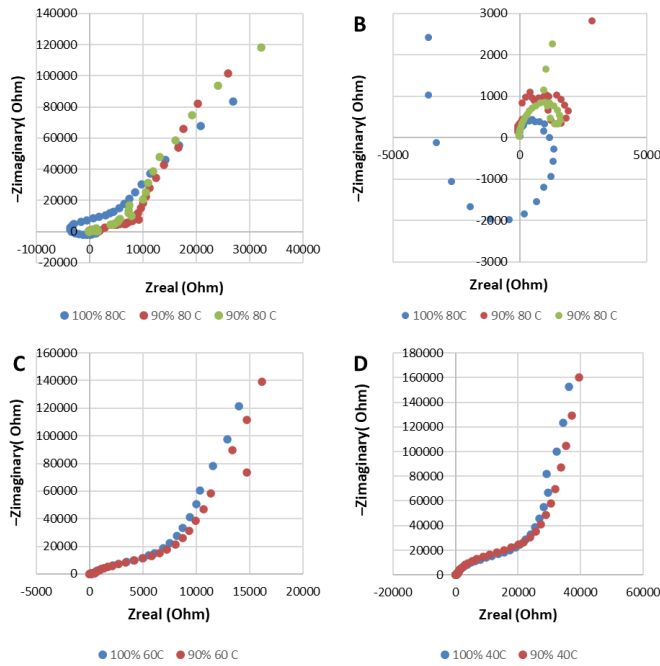 140000
120000
100000
80000
60000
40000
20000
0
-20000
-10000 0 10000 20000 30000 40000
−Zimaginary( Ohm)
Zreal (Ohm)
100% 80C 90% 80 C 90% 80 C
B
3000
2000
1000
0
-1000
-2000
-3000
-5000 0 5000
−Zimaginary( Ohm)
Zreal (Ohm)
100% 80C 90% 80 C 90% 80 C
C
160000
140000
120000
100000
80000
60000
40000
20000
0
-5000 0 5000 10000 15000 20000
−Zimaginary( Ohm)
Zreal (Ohm)
100% 60C 90% 60 C
D
180000
160000
140000
120000
100000
80000
60000
40000
20000
0
-20000 0 20000 40000 60000
−Zimaginary( Ohm)
Zreal (Ohm)
100% 40C 90% 40C